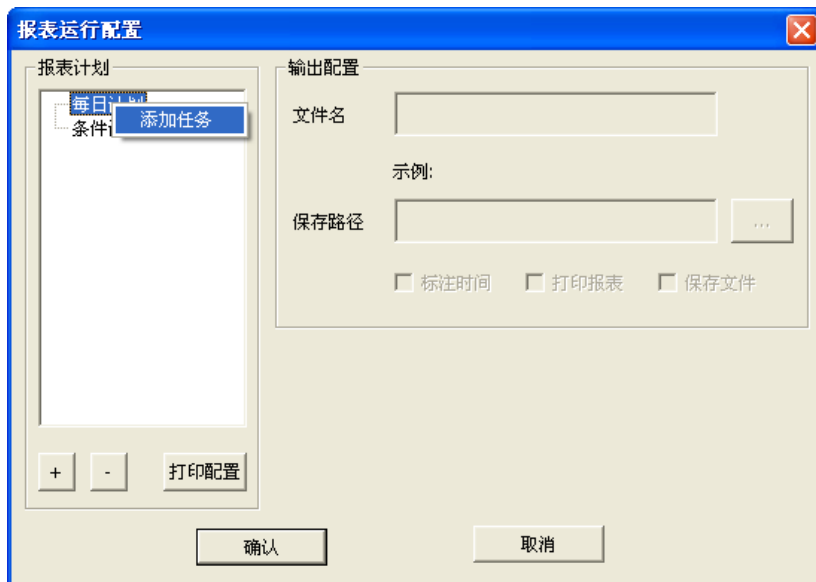 报表运行配置
报表计划
每日计划
添加任务
条件
+
-
打印配置
输出配置
文件名
示例:
保存路径
...
标注时间
打印报表
保存文件
确认
取消